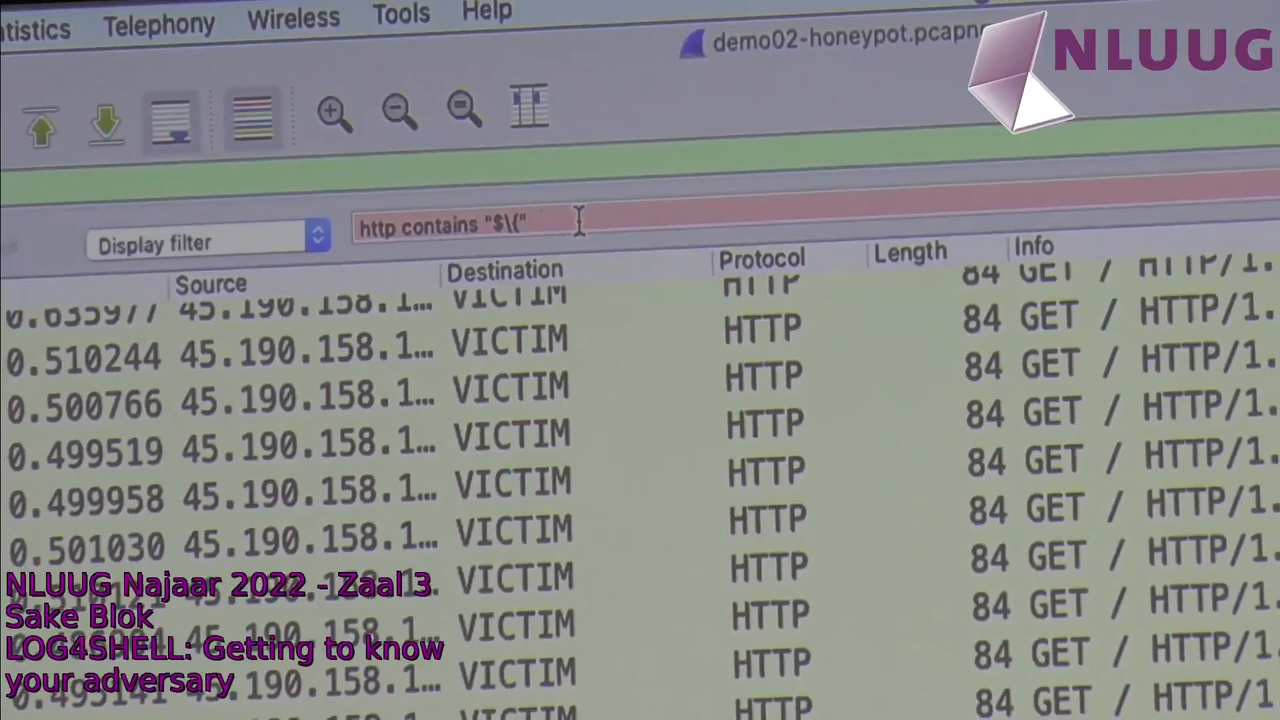 tistics Telephony Wireless Tools Help
demo02-honeypot.pcapn
NLUUG
Display filter http contains "$\{"
Source Destination Protocol Length Info
0.635977 45.190.158.1... VICTIM HTTP 84 GET / HTTP/1.
0.510244 45.190.158.1... VICTIM HTTP 84 GET / HTTP/1.
0.500766 45.190.158.1... VICTIM HTTP 84 GET / HTTP/1.
0.499519 45.190.158.1... VICTIM HTTP 84 GET / HTTP/1.
0.499958 45.190.158.1... VICTIM HTTP 84 GET / HTTP/1.
0.501030 45.190.158.1... VICTIM HTTP 84 GET / HTTP/1.
VICTIM HTTP 84 GET / HTTP/1.
VICTIM HTTP 84 GET / HTTP/1.
.190.158.1... VICTIM HTTP 84 GET / HTTP/1.
VICTIM HTTP 84 GET / HTTP/1.
NLUUG Najaar 2022 - Zaal 3
Sake Blok
LOG4SHELL: Getting to know
your adversary